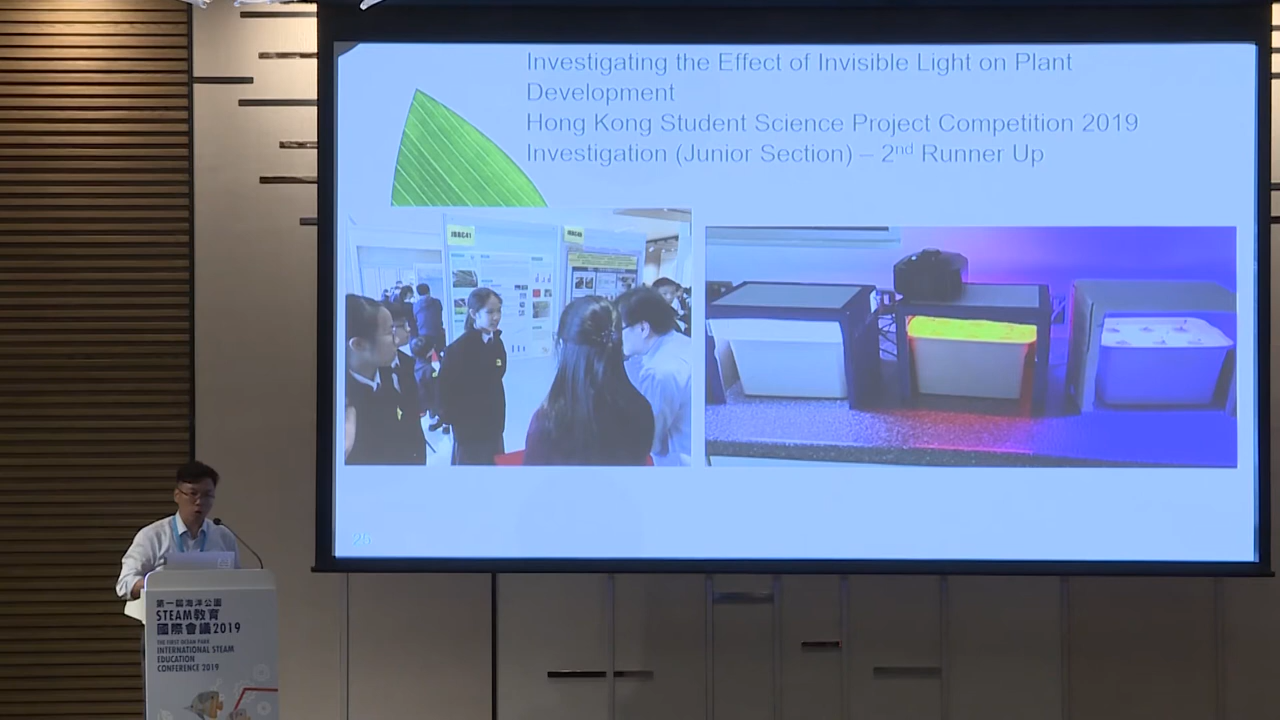 Investigating the Effect of Invisible Light on Plant
Development
Hong Kong Student Science Project Competition 2019
Investigation (Junior Section) – 2nd Runner Up
JBBC41
25
第一屆海洋公園
STEAM教育
國際會議2019
THE FIRST OCEAN PARK
INTERNATIONAL STEAM
EDUCATION
CONFERENCE 2019